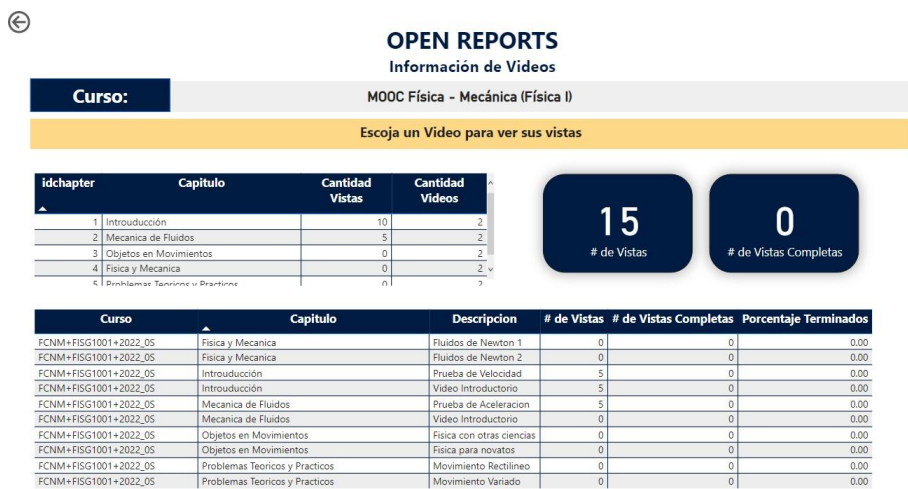 OPEN REPORTS
Información de Videos
Curso: MOOC Física - Mecánica (Física I)
Escoja un Video para ver sus vistas
idchapter Capitulo Cantidad Vistas Cantidad Videos
1 Introuducción 10 2
2 Mecanica de Fluidos 5 2
3 Objetos en Movimientos 0 2
4 Fisica y Mecanica 0 2
5 Problemas Teoricos y Practicos 0 2
15
# de Vistas
0
# de Vistas Completas
Curso Capitulo Descripcion # de Vistas # de Vistas Completas Porcentaje Terminados
FCNM+FISG1001+2022_0S Fisica y Mecanica Fluidos de Newton 1 0 0 0.00
FCNM+FISG1001+2022_0S Fisica y Mecanica Fluidos de Newton 2 0 0 0.00
FCNM+FISG1001+2022_0S Introuducción Prueba de Velocidad 5 0 0.00
FCNM+FISG1001+2022_0S Introuducción Video Introductorio 5 0 0.00
FCNM+FISG1001+2022_0S Mecanica de Fluidos Prueba de Aceleracion 5 0 0.00
FCNM+FISG1001+2022_0S Mecanica de Fluidos Video Introductorio 0 0 0.00
FCNM+FISG1001+2022_0S Objetos en Movimientos Fisica con otras ciencias 0 0 0.00
FCNM+FISG1001+2022_0S Objetos en Movimientos Fisica para novatos 0 0 0.00
FCNM+FISG1001+2022_0S Problemas Teoricos y Practicos Movimiento Rectilineo 0 0 0.00
FCNM+FISG1001+2022_0S Problemas Teoricos y Practicos Movimiento Variado 0 0 0.00